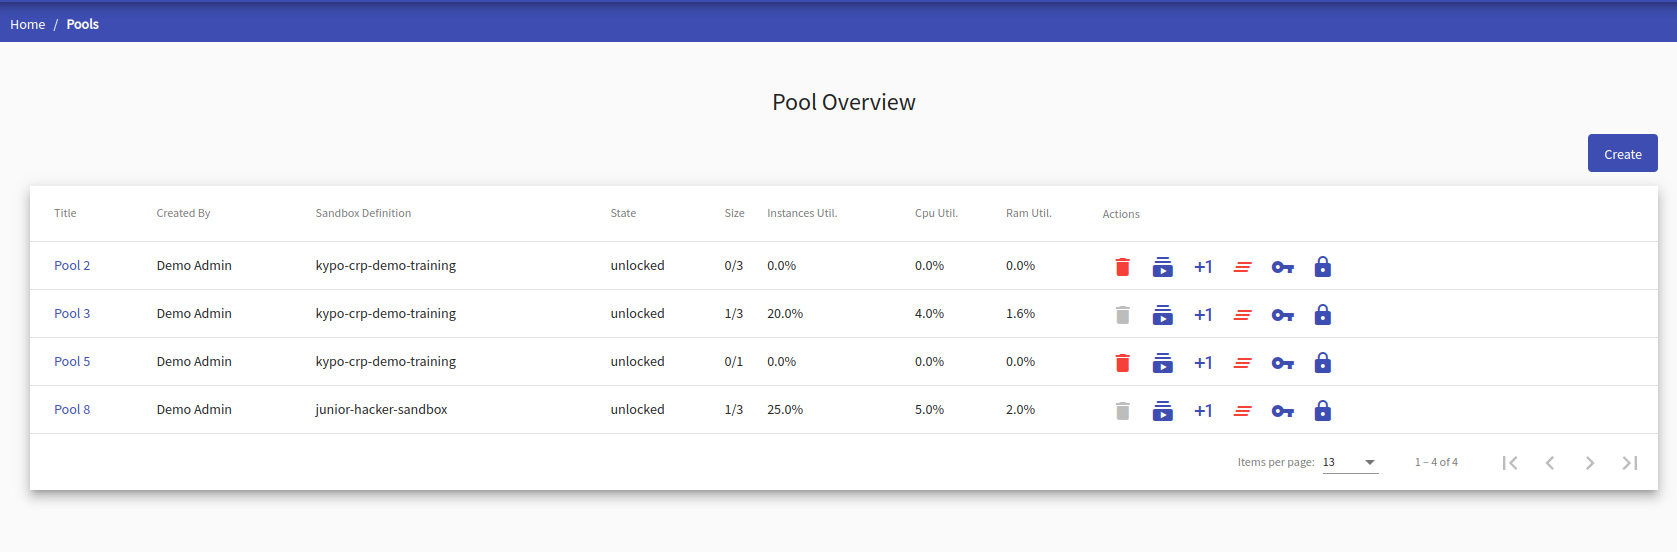 Home / Pools
Pool Overview
Create
Title Created By Sandbox Definition State Size Instances Util. Cpu Util. Ram Util. Actions
Pool 2 Demo Admin kypo-crp-demo-training unlocked 0/3 0.0% 0.0% 0.0% +1
Pool 3 Demo Admin kypo-crp-demo-training unlocked 1/3 20.0% 4.0% 1.6% +1
Pool 5 Demo Admin kypo-crp-demo-training unlocked 0/1 0.0% 0.0% 0.0% +1
Pool 8 Demo Admin junior-hacker-sandbox unlocked 1/3 25.0% 5.0% 2.0% +1
Items per page: 13 1 – 4 of 4